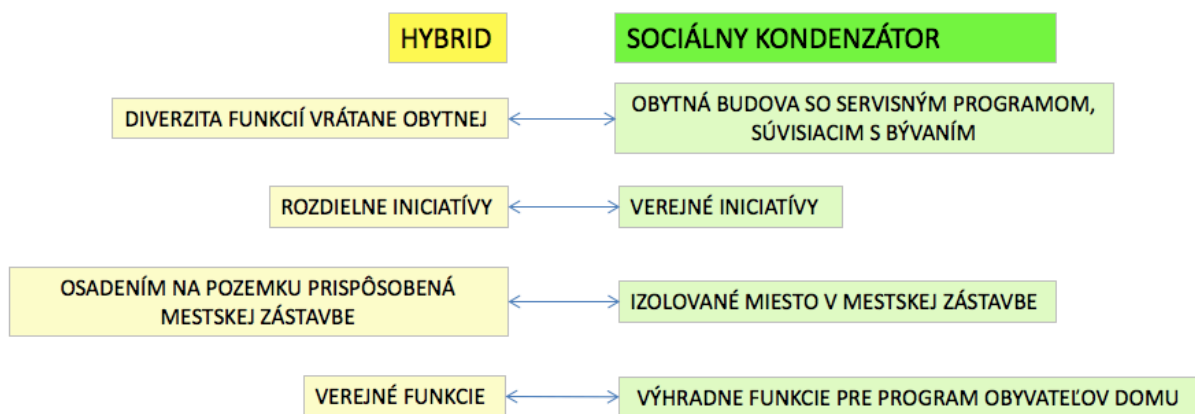 HYBRID
SOCIÁLNY KONDENZÁTOR
DIVERZITA FUNKCIÍ VRÁTANE OBYTNEJ
OBYTNÁ BUDOVA SO SERVISNÝM PROGRAMOM,
SÚVISIACIM S BÝVANÍM
ROZDIELNE INICIATÍVY
VEREJNÉ INICIATÍVY
OSADENÍM NA POZEMKU PRISPÔSOBENÁ
MESTSKEJ ZÁSTAVBE
IZOLOVANÉ MIESTO V MESTSKEJ ZÁSTAVBE
VEREJNÉ FUNKCIE
VÝHRADNE FUNKCIE PRE PROGRAM OBYVATEĽOV DOMU